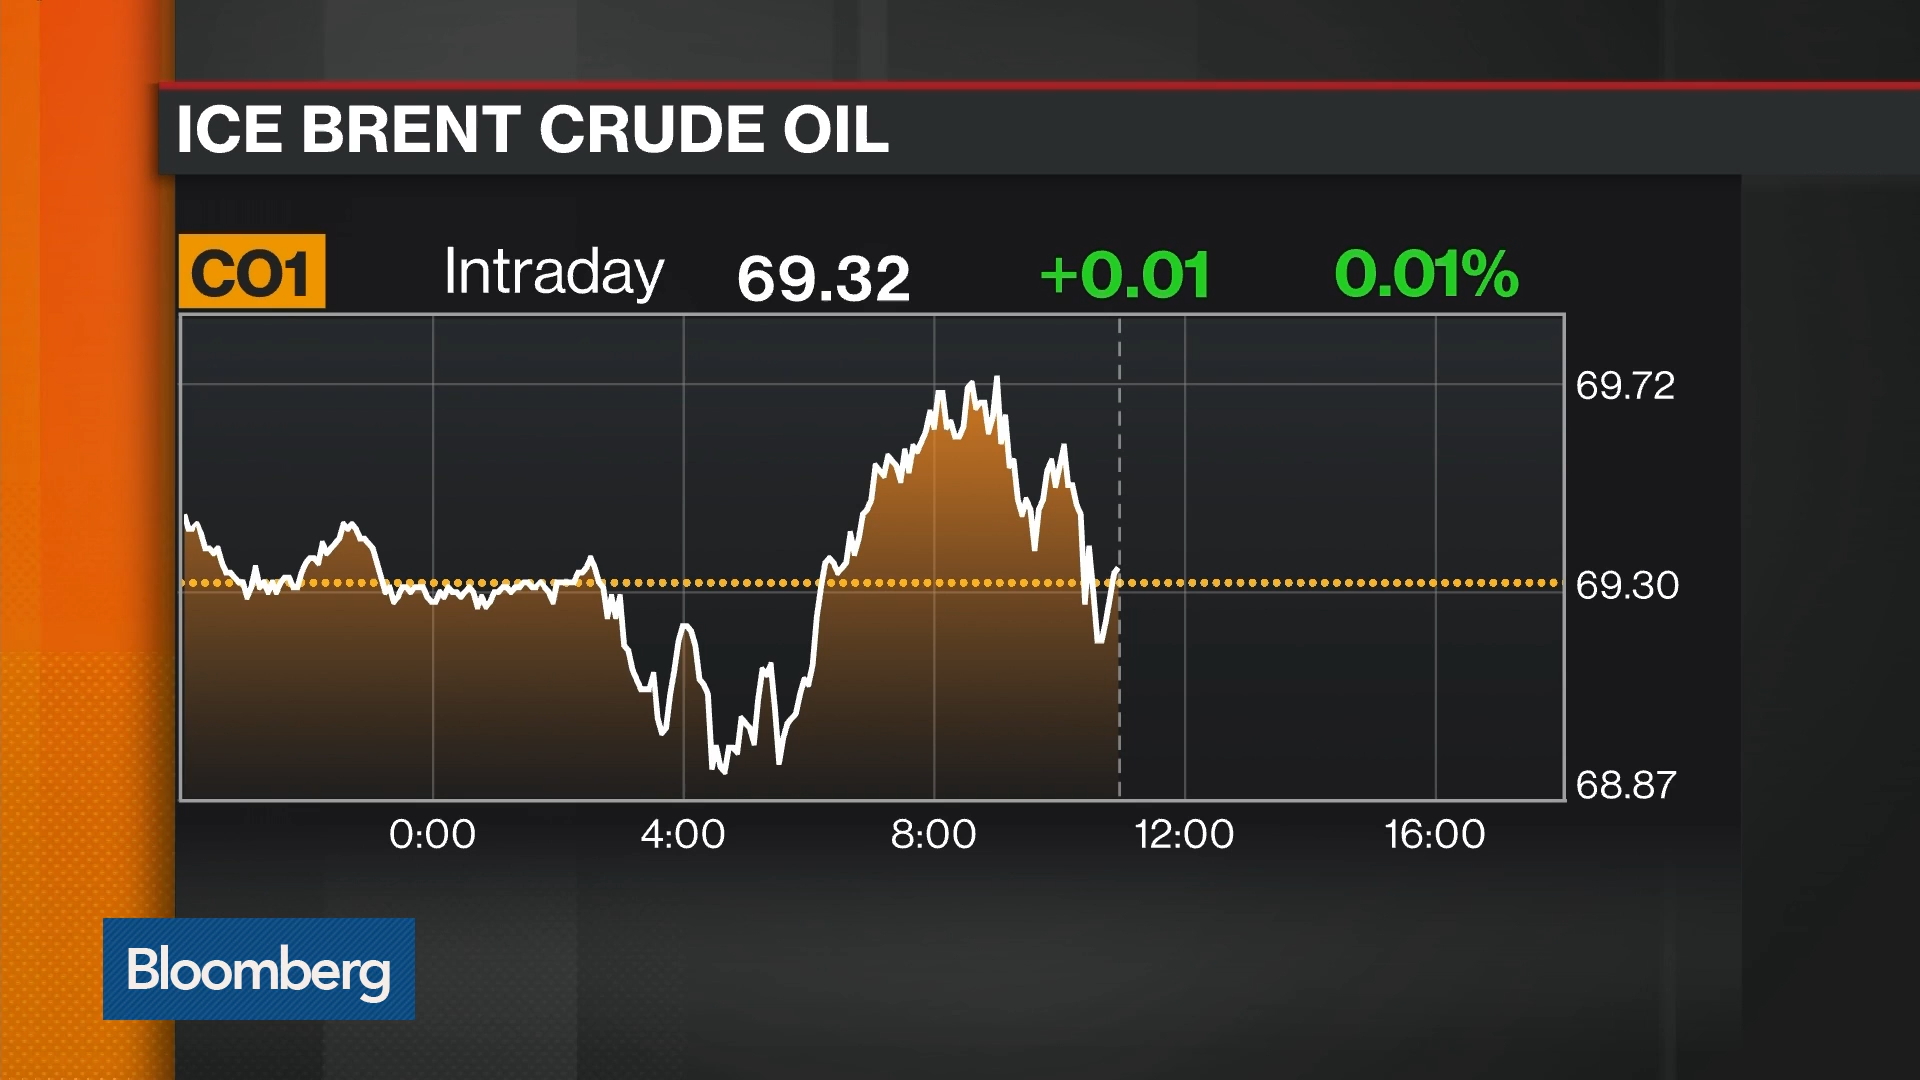 ICE BRENT CRUDE OIL
CO1 Intraday 69.32 +0.01 0.01%
69.72
69.30
68.87
0:00 4:00 8:00 12:00 16:00
Bloomberg